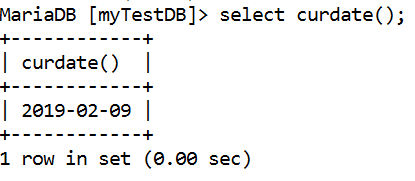 MariaDB [myTestDB]> select curdate();
+------------+
| curdate()  |
+------------+
| 2019-02-09 |
+------------+
1 row in set (0.00 sec)